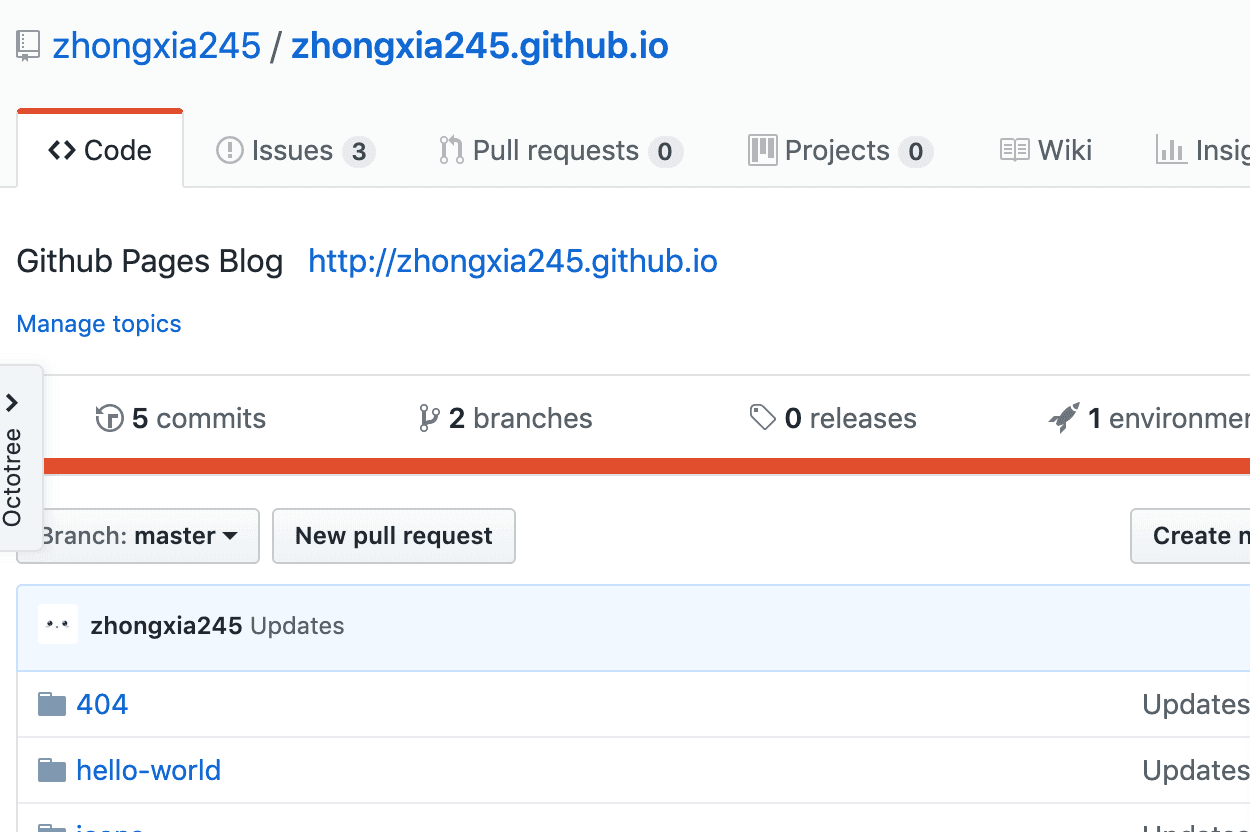 zhongxia245 / zhongxia245.github.io
Code Issues 3 Pull requests 0 Projects 0 Wiki Insig
Github Pages Blog http://zhongxia245.github.io
Manage topics
5 commits 2 branches 0 releases 1 environmen
Octotree
Branch: master New pull request Create n
zhongxia245 Updates
404 Updates
hello-world Updates